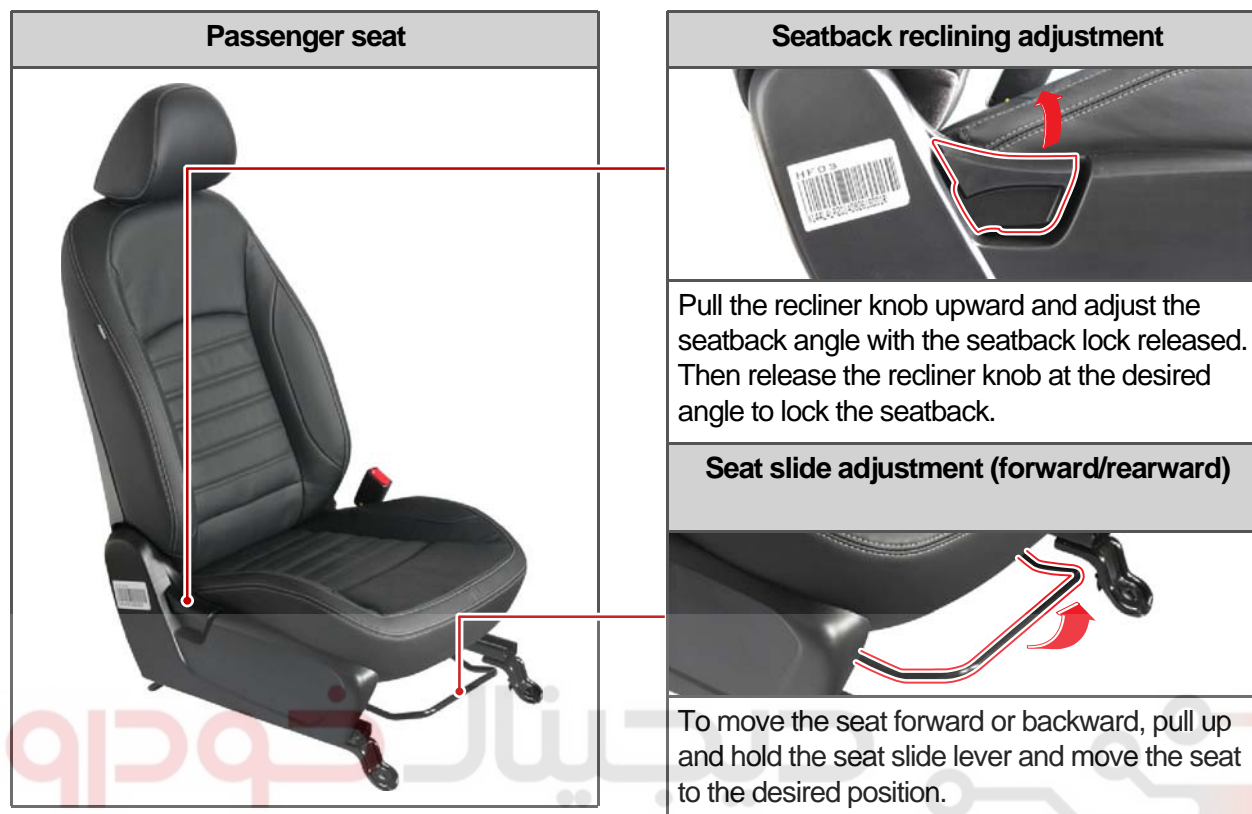 Passenger seat
Seatback reclining adjustment
HF03
Pull the recliner knob upward and adjust the
seatback angle with the seatback lock released.
Then release the recliner knob at the desired
angle to lock the seatback.
Seat slide adjustment (forward/rearward)
To move the seat forward or backward, pull up
and hold the seat slide lever and move the seat
to the desired position.
دیجیتال خودرو